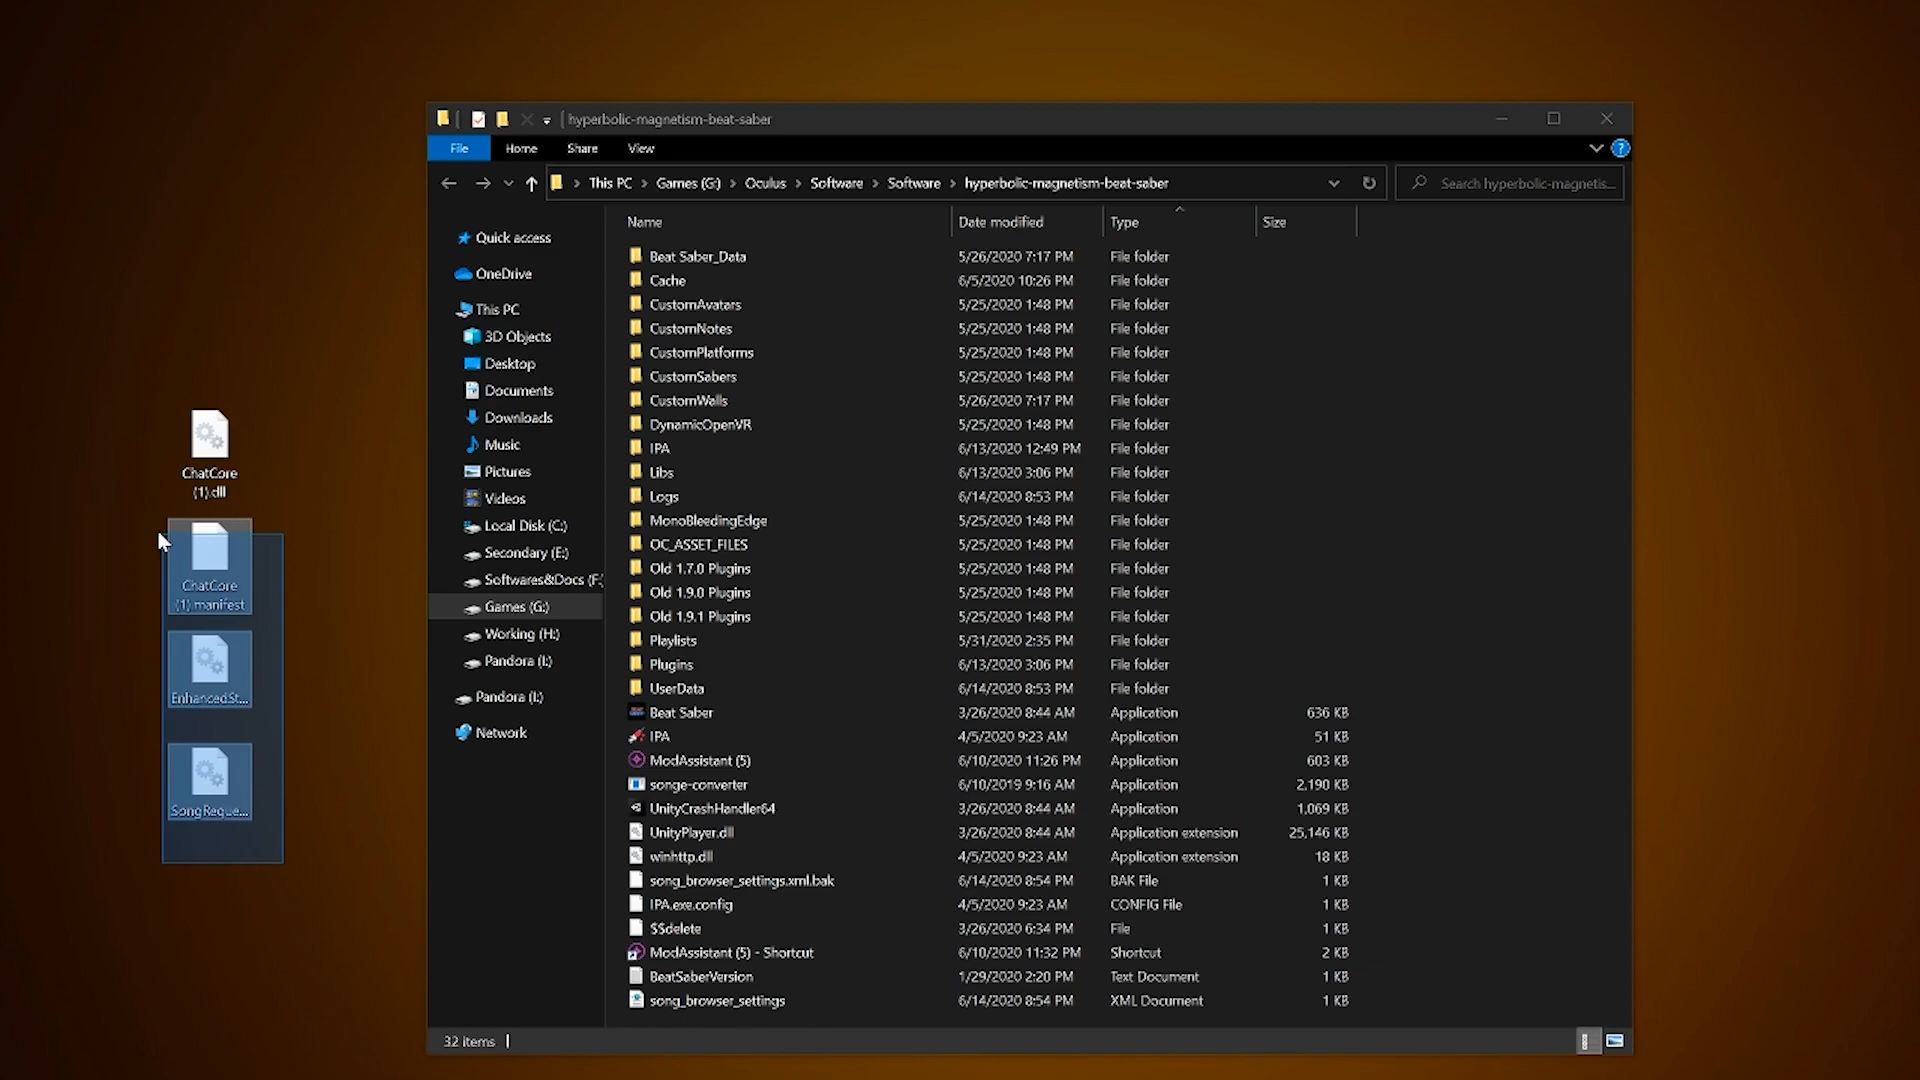 hyperbolic-magnetism-beat-saber
File Home Share View
This PC Games (G:) Oculus Software Software hyperbolic-magnetism-beat-saber
Search hyperbolic-magnetis...
Name Date modified Type Size
Quick access
OneDrive
This PC
3D Objects
Desktop
Documents
Downloads
Music
Pictures
Videos
Local Disk (C:)
Secondary (E:)
Softwares&Docs (F:)
Games (G:)
Working (H:)
Pandora (I:)
Pandora (I:)
Network
Beat Saber_Data 5/26/2020 7:17 PM File folder
Cache 6/5/2020 10:26 PM File folder
CustomAvatars 5/25/2020 1:48 PM File folder
CustomNotes 5/25/2020 1:48 PM File folder
CustomPlatforms 5/25/2020 1:48 PM File folder
CustomSabers 5/25/2020 1:48 PM File folder
CustomWalls 5/26/2020 7:17 PM File folder
DynamicOpenVR 5/25/2020 1:48 PM File folder
IPA 6/13/2020 12:49 PM File folder
Libs 6/13/2020 3:06 PM File folder
Logs 6/14/2020 8:53 PM File folder
MonoBleedingEdge 5/25/2020 1:48 PM File folder
OC_ASSET_FILES 5/25/2020 1:48 PM File folder
Old 1.7.0 Plugins 5/25/2020 1:48 PM File folder
Old 1.9.0 Plugins 5/25/2020 1:48 PM File folder
Old 1.9.1 Plugins 5/25/2020 1:48 PM File folder
Playlists 5/31/2020 2:35 PM File folder
Plugins 6/13/2020 3:06 PM File folder
UserData 6/14/2020 8:53 PM File folder
Beat Saber 3/26/2020 8:44 AM Application 636 KB
IPA 4/5/2020 9:23 AM Application 51 KB
ModAssistant (5) 6/10/2020 11:26 PM Application 603 KB
songe-converter 6/10/2019 9:16 AM Application 2,190 KB
UnityCrashHandler64 3/26/2020 8:44 AM Application 1,069 KB
UnityPlayer.dll 3/26/2020 8:44 AM Application extension 25,146 KB
winhttp.dll 4/5/2020 9:23 AM Application extension 18 KB
song_browser_settings.xml.bak 6/14/2020 8:54 PM BAK File 1 KB
IPA.exe.config 4/5/2020 9:23 AM CONFIG File 1 KB
$$delete 3/26/2020 6:34 PM File 1 KB
ModAssistant (5) - Shortcut 6/10/2020 11:32 PM Shortcut 2 KB
BeatSaberVersion 1/29/2020 2:20 PM Text Document 1 KB
song_browser_settings 6/14/2020 8:54 PM XML Document 1 KB
32 items
ChatCore
(1).dll
ChatCore
(1).manifest
EnhancedSt...
SongReque...